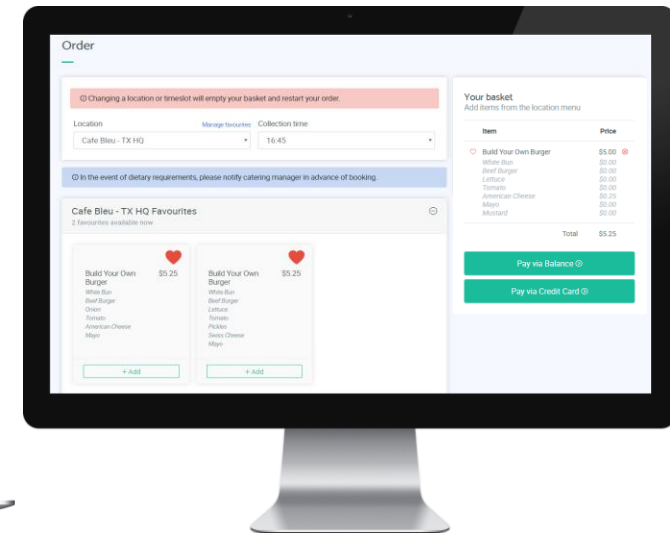 Order
Changing a location or timeslot will empty your basket and restart your order.
Location
Manage favourites
Collection time
Cafe Bleu - TX HQ
16:45
In the event of dietary requirements, please notify catering manager in advance of booking.
Cafe Bleu - TX HQ Favourites
2 favourites available now
Build Your Own Burger $5.25
White Bun
Beef Burger
Onion
Tomato
American Cheese
Mayo
+ Add
Build Your Own Burger $5.25
White Bun
Beef Burger
Lettuce
Tomato
Pickles
Swiss Cheese
Mayo
+ Add
Your basket
Add items from the location menu
Item Price
Build Your Own Burger $5.00
White Bun $0.00
Beef Burger $0.00
Lettuce $0.00
Tomato $0.00
American Cheese $0.25
Mayo $0.00
Mustard $0.00
Total $5.25
Pay via Balance
Pay via Credit Card